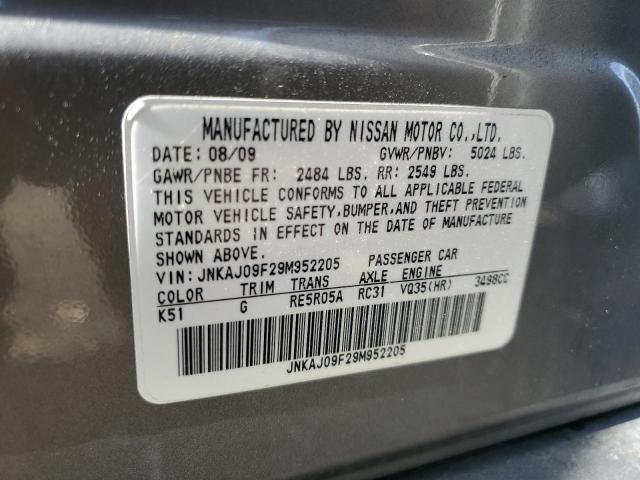 MANUFACTURED BY NISSAN MOTOR CO.,LTD.
DATE: 08/09 GVWR/PNBV: 5024 LBS.
GAWR/PNBE FR: 2484 LBS. RR: 2549 LBS.
THIS VEHICLE CONFORMS TO ALL APPLICABLE FEDERAL
MOTOR VEHICLE SAFETY,BUMPER,AND THEFT PREVENTION
STANDARDS IN EFFECT ON THE DATE OF MANUFACTURE
SHOWN ABOVE.
VIN: JNKAJ09F29M952205 PASSENGER CAR
COLOR TRIM TRANS AXLE ENGINE
K51 G RE5R05A RC31 VQ35(HR) 3498CC
JNKAJ09F29M952205